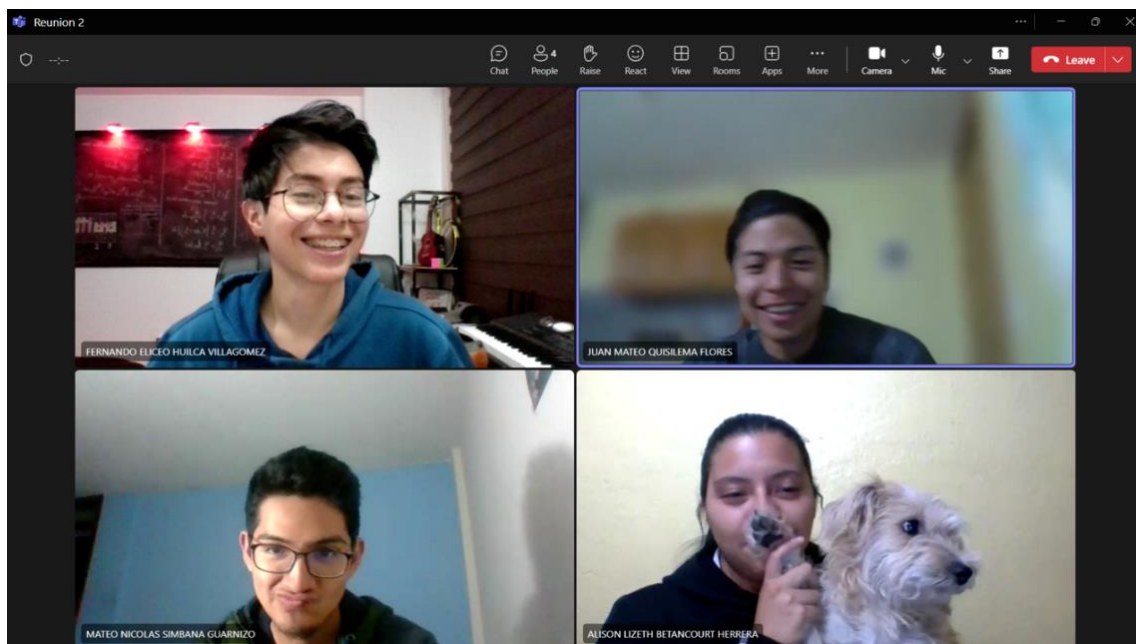 Reunion 2
--:--
Chat
People
4
Raise
React
View
Rooms
Apps
More
Camera
Mic
Share
Leave
FERNANDO ELICEO HUILCA VILLAGOMEZ
JUAN MATEO QUISILEMA FLORES
MATEO NICOLAS SIMBANA GUARNIZO
ALISON LIZETH BETANCOURT HERRERA